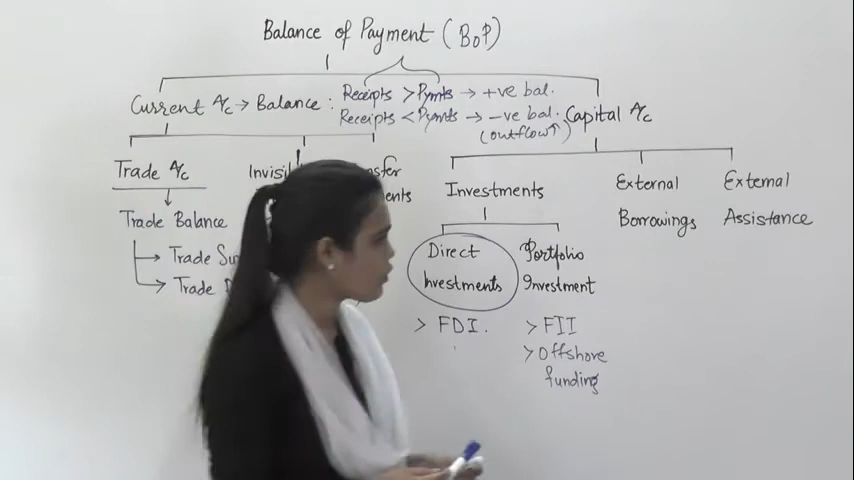 Balance of Payment (BoP)
Current A/c → Balance : Receipts > Pymts → +ve bal.
Receipts < Pymts → -ve bal.
(outflow↑)
Capital A/c
Trade A/c
Trade Balance
→ Trade
→ Trade
Investments
External
Borrowings
External
Assistance
Direct
Investments
> FDI.
Portfolio
Investment
> FII
> Offshore
funding